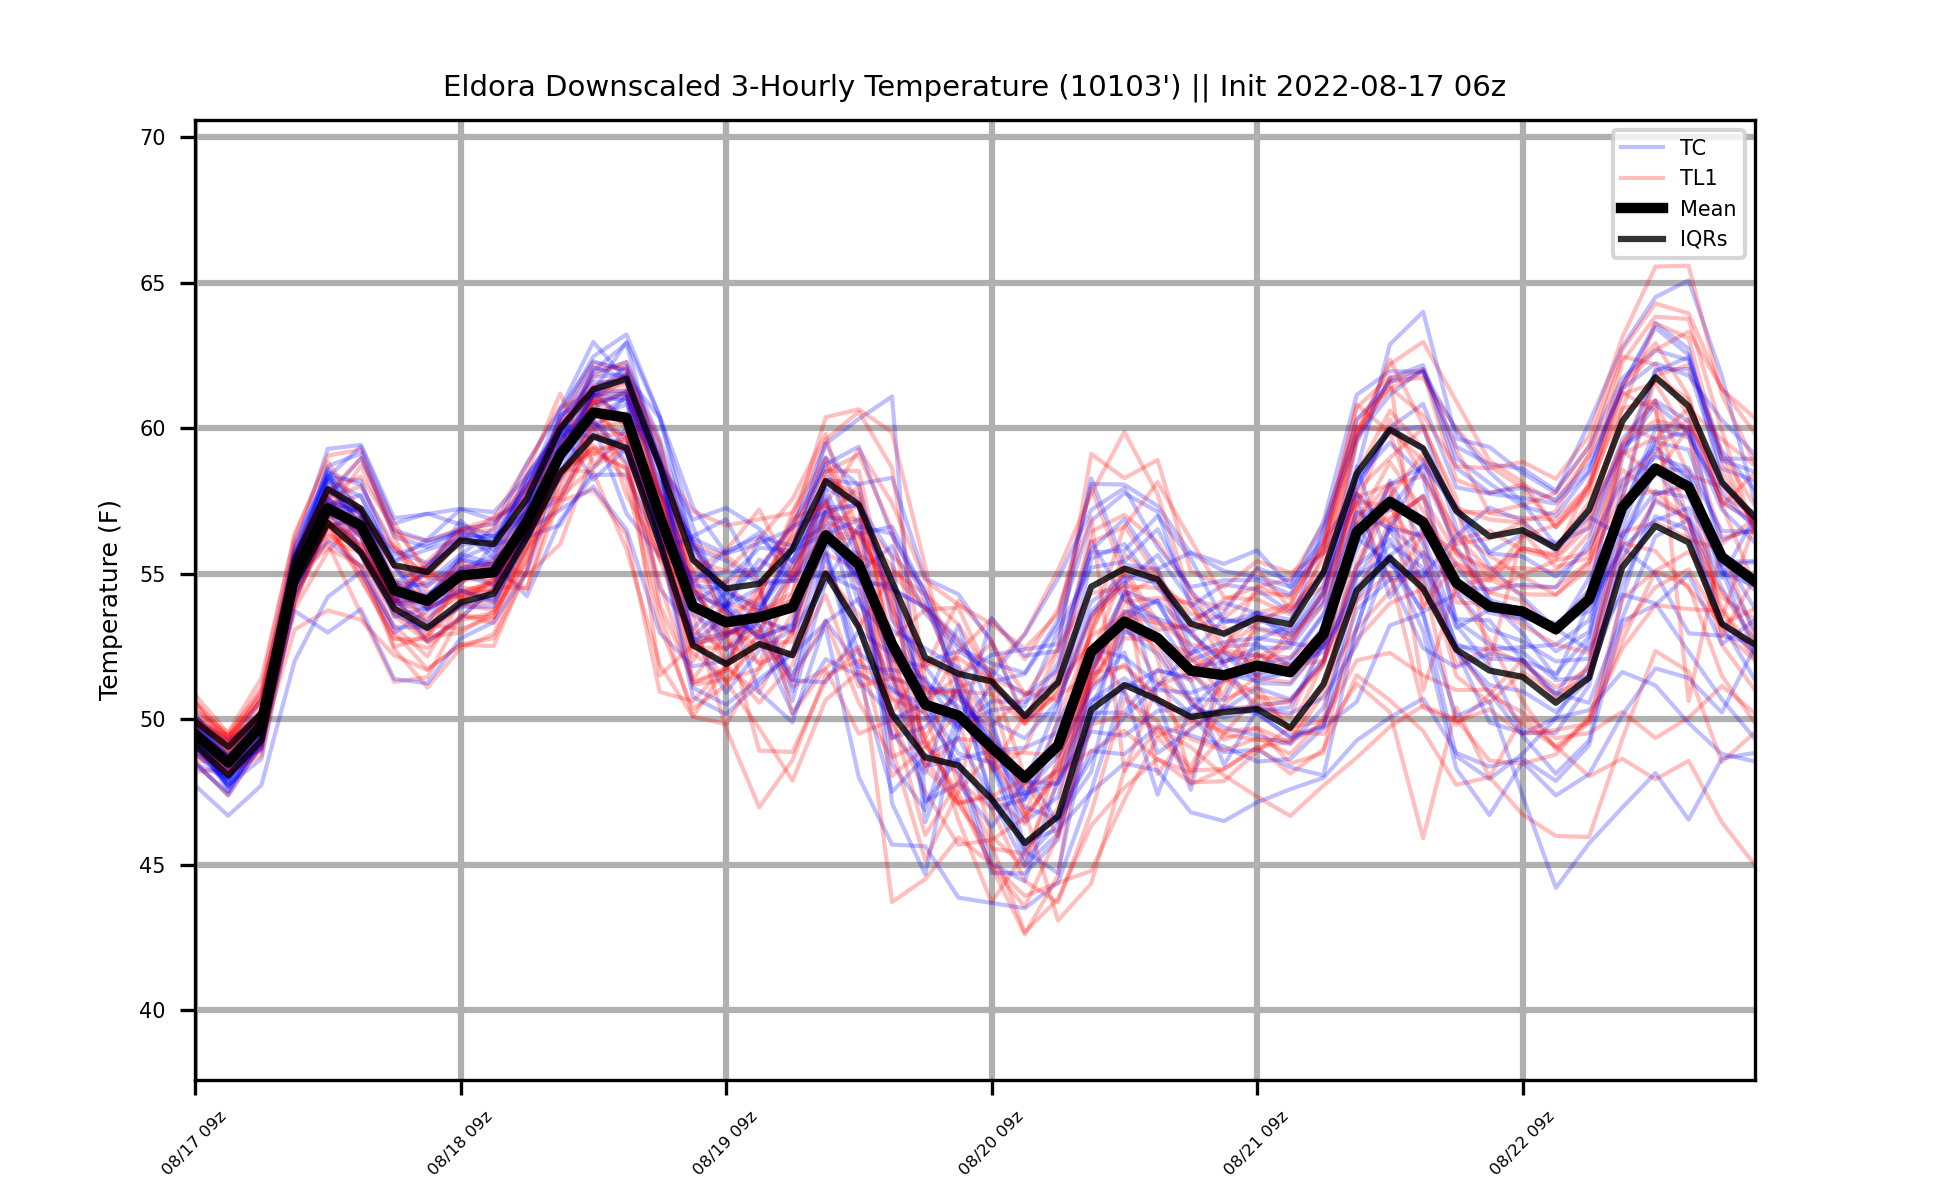 Eldora Downscaled 3-Hourly Temperature (10103') || Init 2022-08-17 06z
TC
TL1
Mean
IQRs
Temperature (F)
70
65
60
55
50
45
40
08/17 09z
08/18 09z
08/19 09z
08/20 09z
08/21 09z
08/22 09z